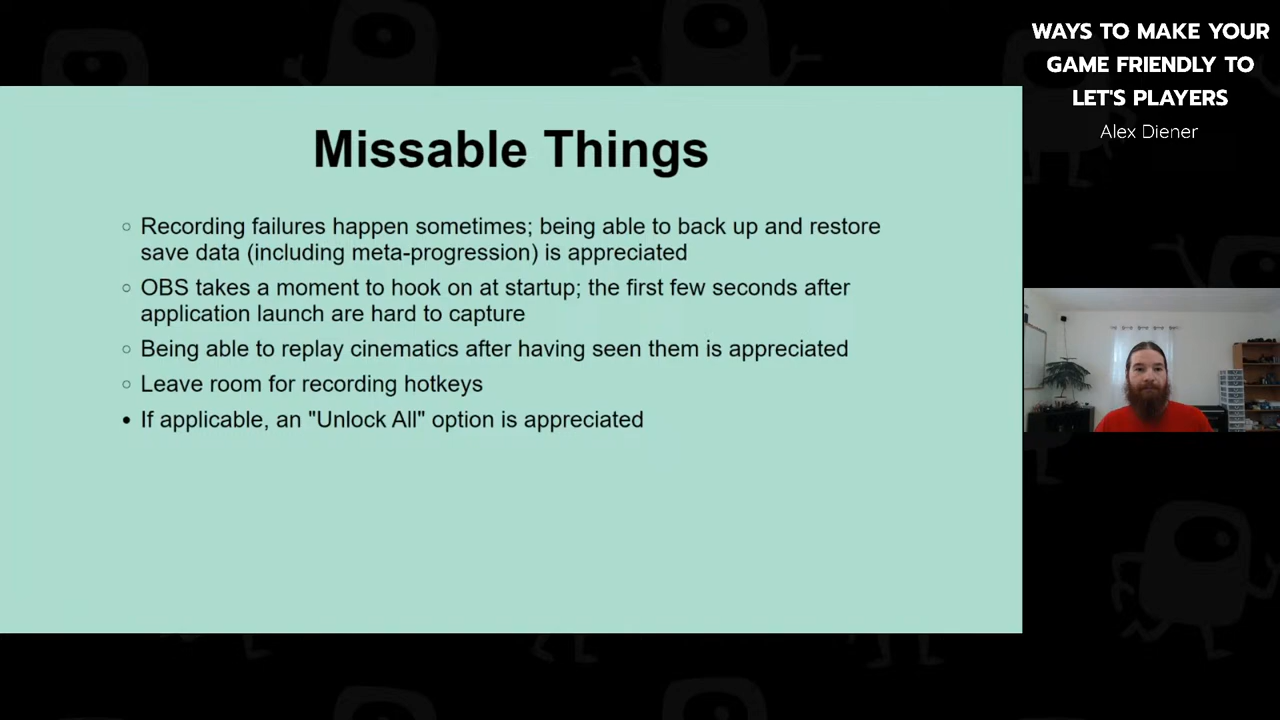 WAYS TO MAKE YOUR
GAME FRIENDLY TO
LET'S PLAYERS
Alex Diener
Missable Things
○ Recording failures happen sometimes; being able to back up and restore
save data (including meta-progression) is appreciated
○ OBS takes a moment to hook on at startup; the first few seconds after
application launch are hard to capture
○ Being able to replay cinematics after having seen them is appreciated
○ Leave room for recording hotkeys
• If applicable, an "Unlock All" option is appreciated